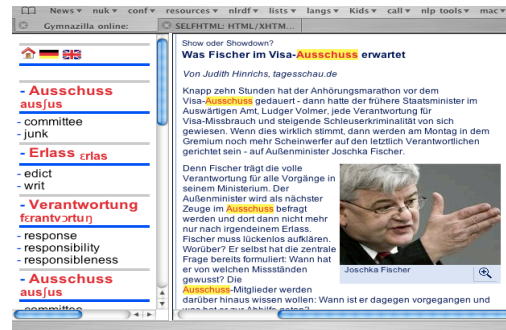 News▾ nuk▾ conf▾ resources▾ nlrdf▾ lists▾ langs▾ Kids▾ call▾ nlp tools▾ mac▾
Gymnazilla online:
SELFHTML: HTML/XHTM...
- Ausschuss
ausʃus
- committee
- junk
- Erlass ɛrlas
- edict
- writ
- Verantwortung
fɛrantvɔrtuŋ
- response
- responsibility
- responsibleness
- Ausschuss
ausʃus
committee
Show oder Showdown?
Was Fischer im Visa-Ausschuss erwartet
Von Judith Hinrichs, tagesschau.de
Knapp zehn Stunden hat der Anhörungsmarathon vor dem
Visa-Ausschuss gedauert - dann hatte der frühere Staatsminister im
Auswärtigen Amt, Ludger Volmer, jede Verantwortung für
Visa-Missbrauch und steigende Schleuserkriminalität von sich
gewiesen. Wenn dies wirklich stimmt, dann werden am Montag in dem
Gremium noch mehr Scheinwerfer auf den letztlich Verantwortlichen
gerichtet sein - auf Außenminister Joschka Fischer.
Denn Fischer trägt die volle
Verantwortung für alle Vorgänge in
seinem Ministerium. Der
Außenminister wird als nächster
Zeuge im Ausschuss befragt
werden und dort dann nicht mehr
nur nach irgendeinem Erlass.
Fischer muss lückenlos aufklären.
Worüber? Er selbst hat die zentrale
Frage bereits formuliert: Wann hat
er von welchen Missständen
gewusst? Die
Ausschuss-Mitglieder werden
darüber hinaus wissen wollen: Wann ist er dagegen vorgegangen und
was hat er zur Abhilfe getan?
Joschka Fischer